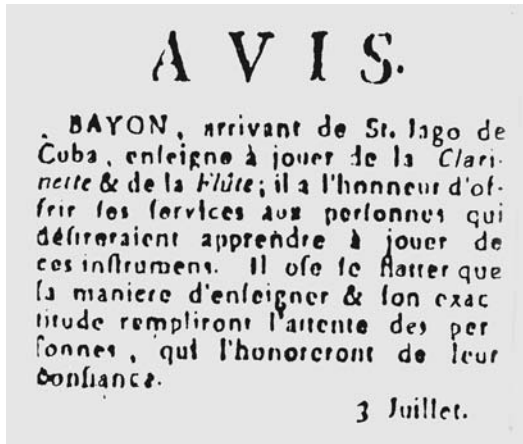 AVIS.
. BAYON, arrivant de St. Iago de
Cuba, enſeigne à jouer de la Clari-
nette & de la Flûte; il a l'honneur d'of-
frir ſes ſervices aux perſonnes qui
déſireraient apprendre à jouer de
ces inſtrumens. Il oſe ſe flatter que
ſa maniere d'enſeigner & ſon exac
titude rempliront l'attente des per
ſonnes, qui l'honoreront de leur
confiance.
3 Juillet.